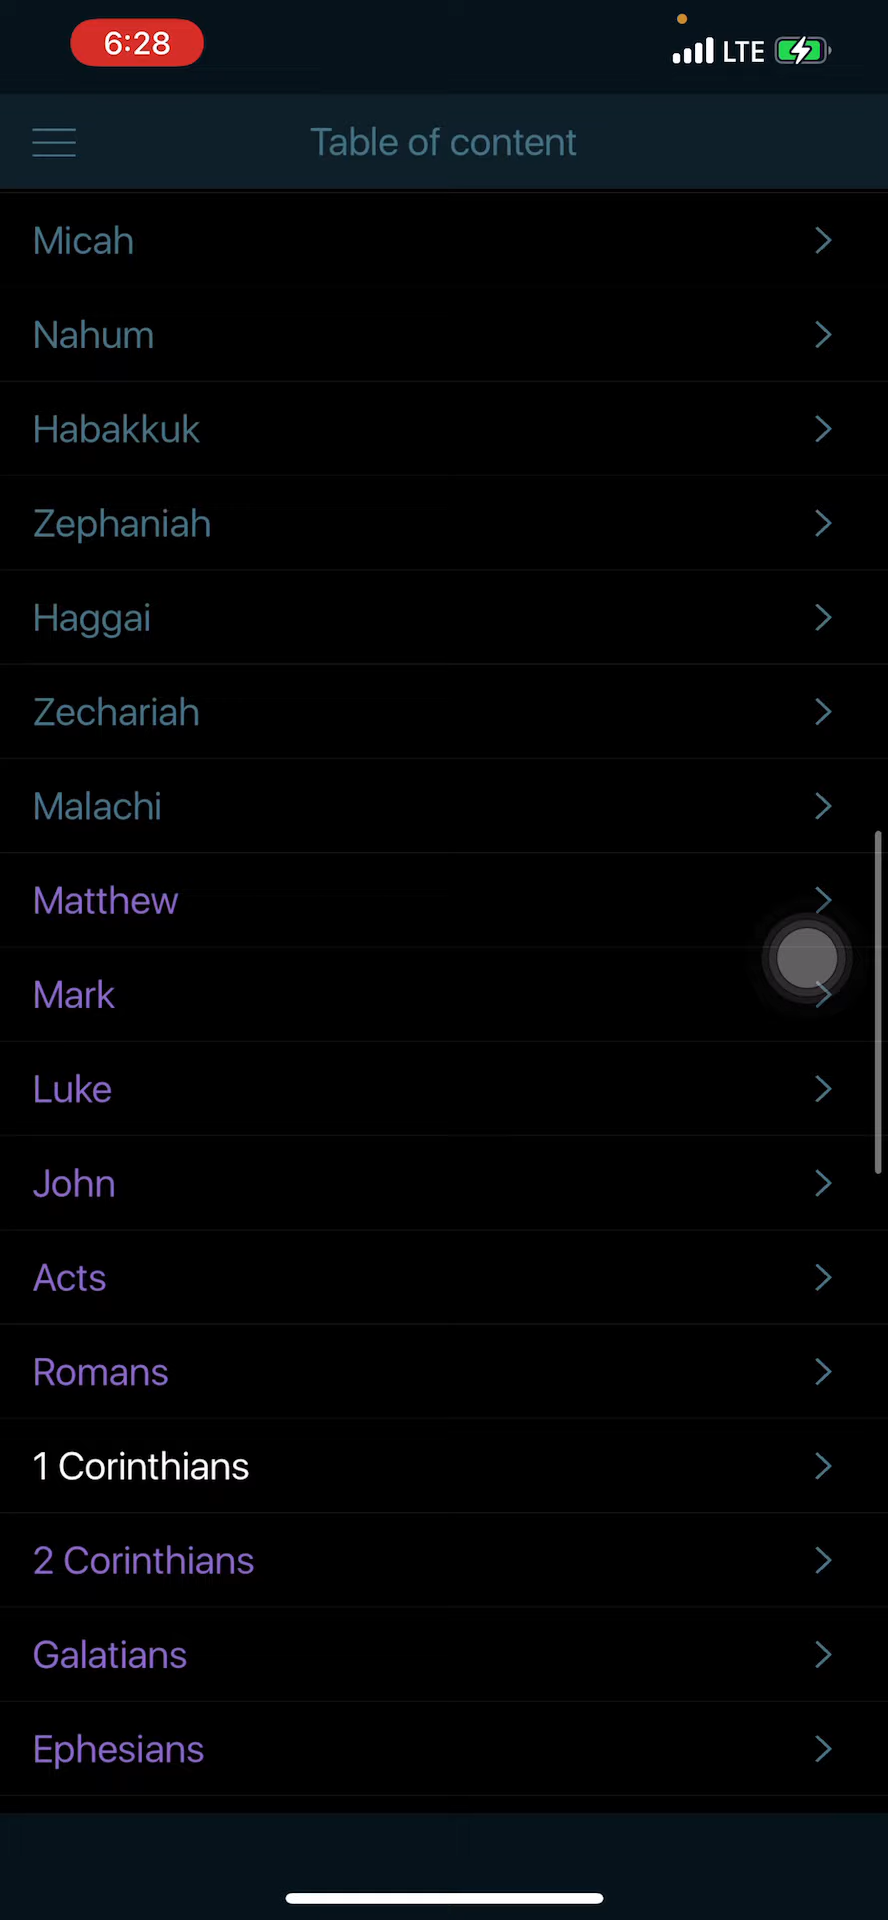 6:28
LTE
Table of content
Micah
Nahum
Habakkuk
Zephaniah
Haggai
Zechariah
Malachi
Matthew
Mark
Luke
John
Acts
Romans
1 Corinthians
2 Corinthians
Galatians
Ephesians